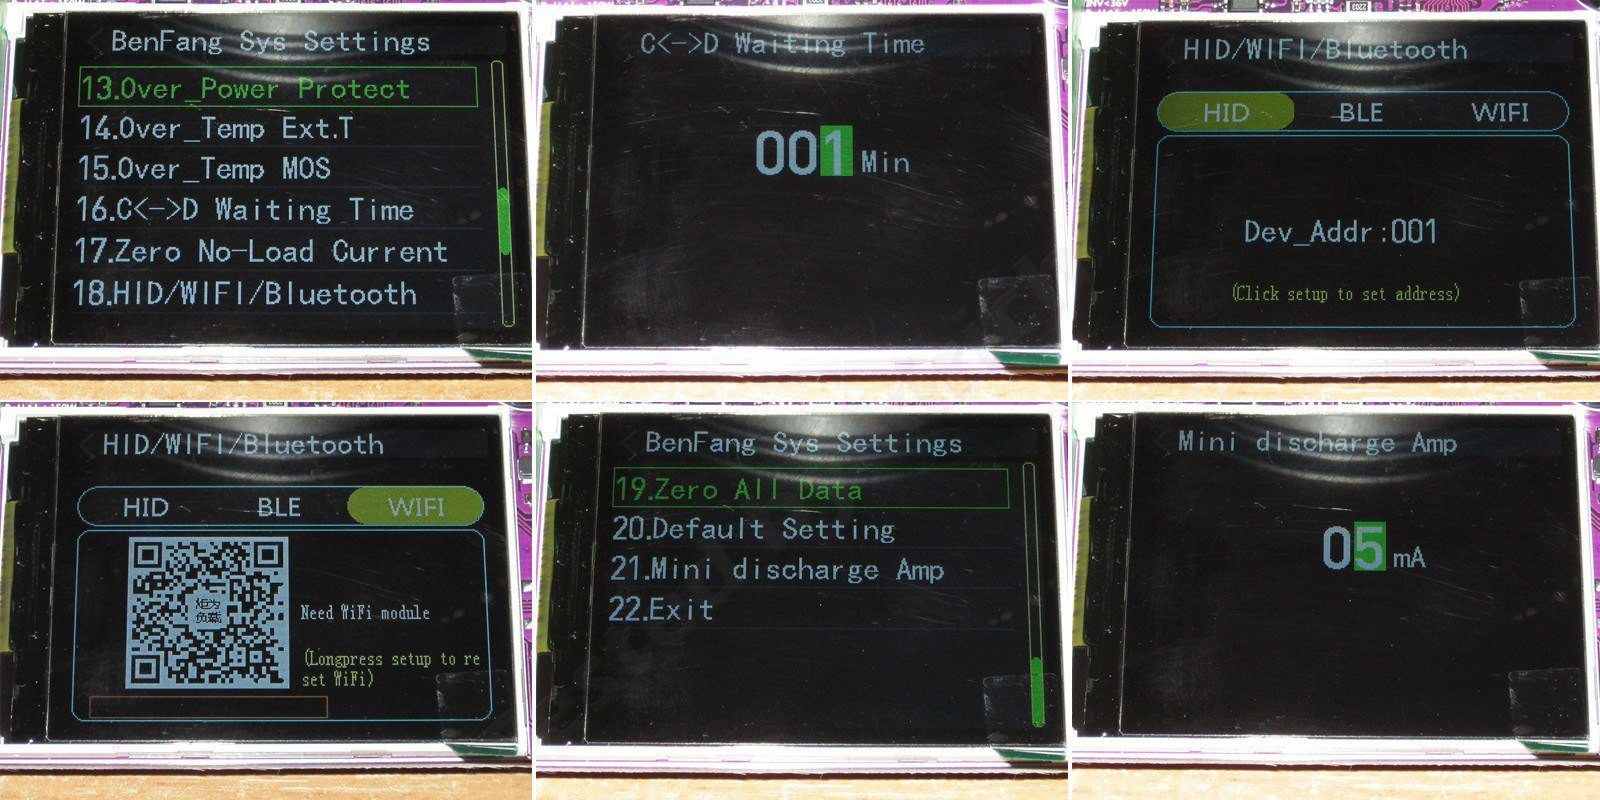 BenFang Sys Settings
13.Over_Power Protect
14.Over_Temp Ext.T
15.Over_Temp MOS
16.C<->D Waiting Time
17.Zero No-Load Current
18.HID/WIFI/Bluetooth
C<->D Waiting Time
001 Min
HID/WIFI/Bluetooth
HID BLE WIFI
Dev_Addr:001
(Click setup to set address)
HID/WIFI/Bluetooth
HID BLE WIFI
炬为
负载
Need WiFi module
(Longpress setup to re
set WiFi)
BenFang Sys Settings
19.Zero All Data
20.Default Setting
21.Mini discharge Amp
22.Exit
Mini discharge Amp
05 mA